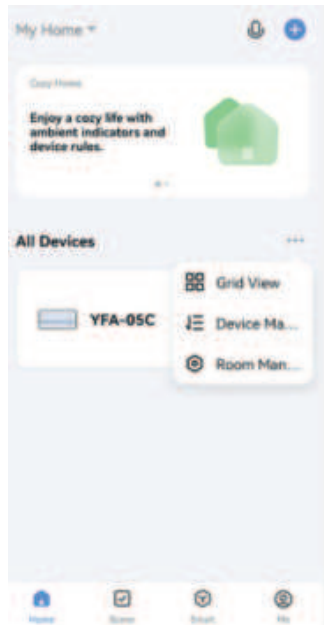 My Home
Cozy Home
Enjoy a cozy life with
ambient indicators and
device rules.
All Devices
Grid View
YFA-05C
Device Ma...
Room Man...
Home
Scene
Smart
Me